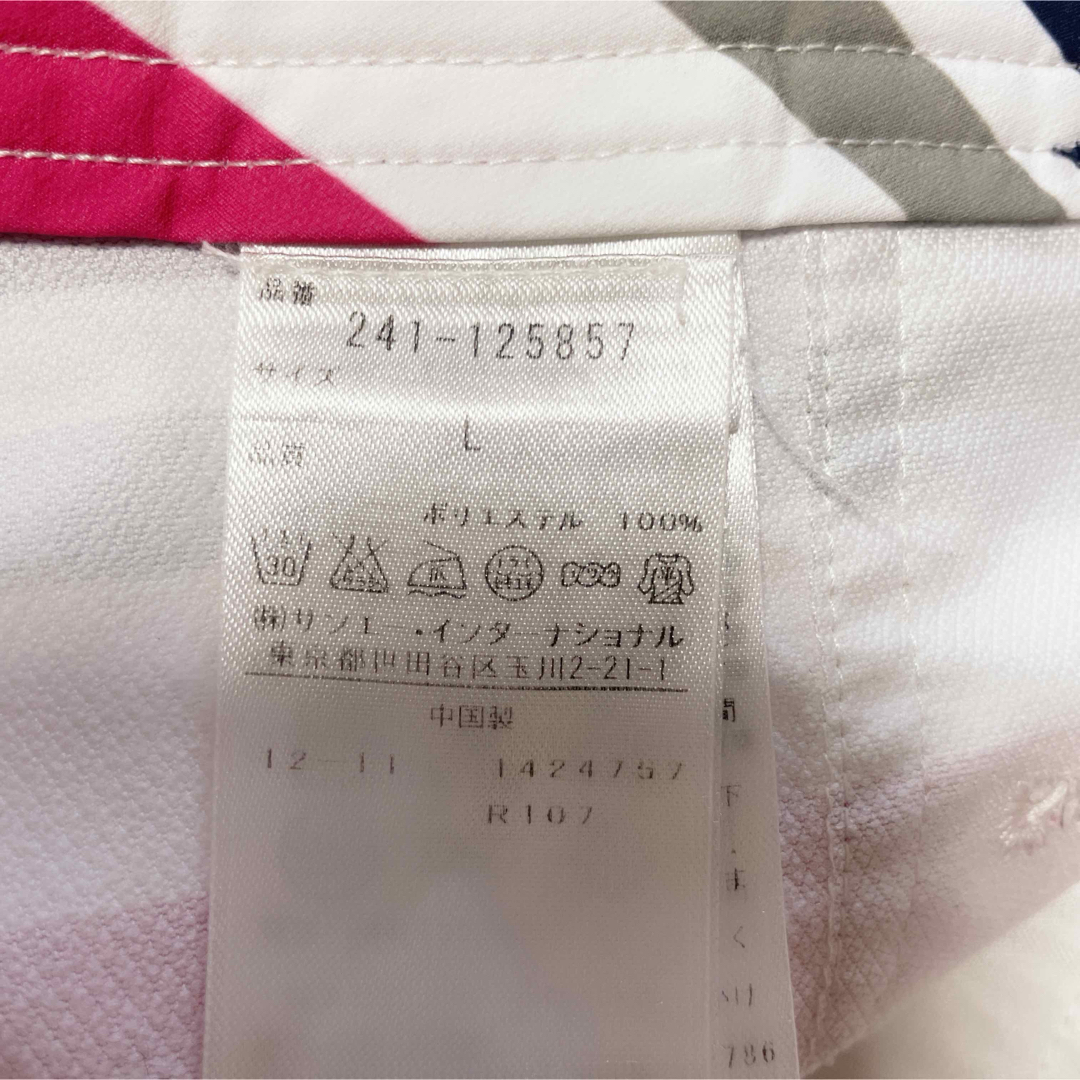 品番
241-125857
サイズ
L
品質
ポリエステル 100%
30
(株)サンエー・インターナショナル
東京都世田谷区玉川2-21-1
中国製
12-11 1424757
R107
786